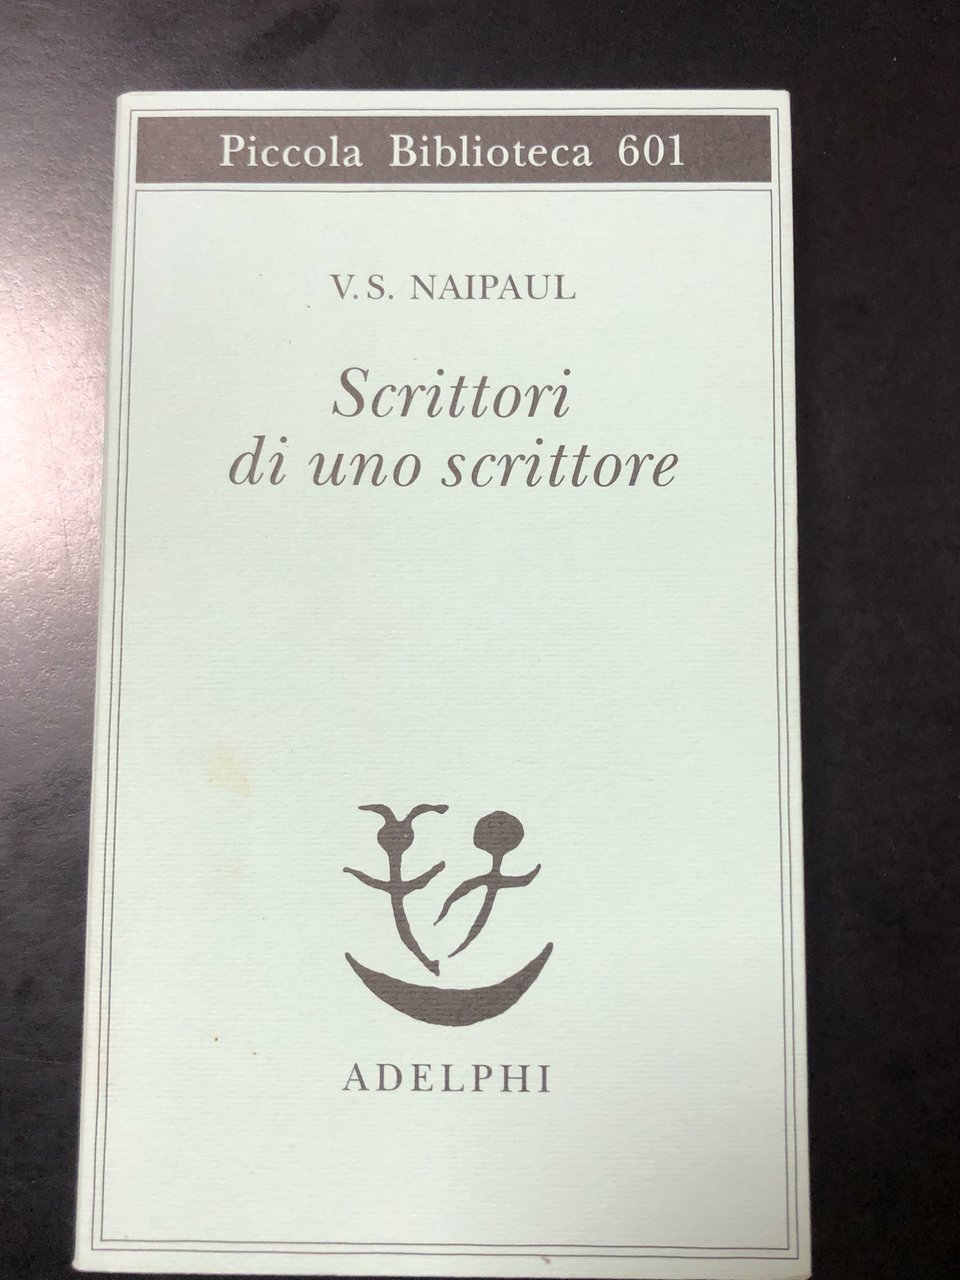 Piccola Biblioteca 601
V. S. NAIPAUL
Scrittori
di uno scrittore
ADELPHI